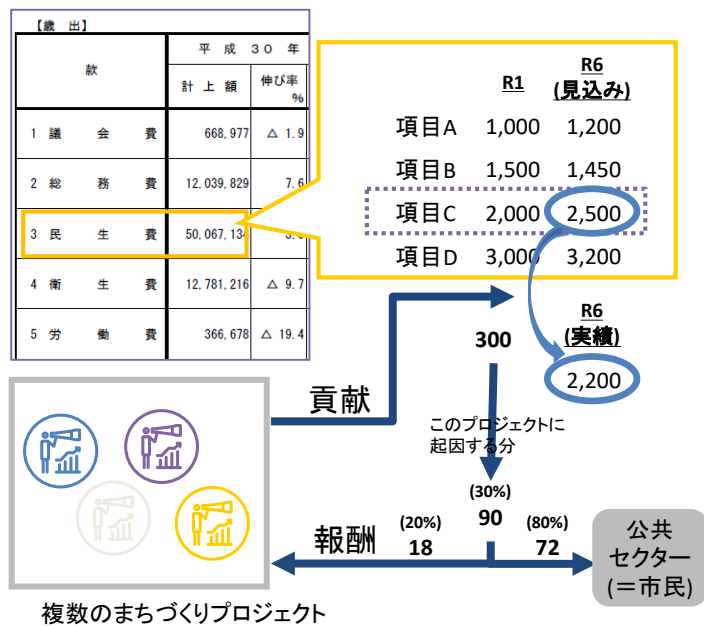 【歳 出】
款
平 成 3 0 年
計 上 額
伸び率
%
1 議 会 費 668,977 △ 1.9
2 総 務 費 12,039,829 7.6
3 民 生 費 50,067,134
4 衛 生 費 12,781,216 △ 9.7
5 労 働 費 366,678 △ 19.4
R1 R6
(見込み)
項目A 1,000 1,200
項目B 1,500 1,450
項目C 2,000 2,500
項目D 3,000 3,200
R6
(実績)
2,200
300
貢献
このプロジェクトに
起因する分
(30%)
90
(20%)
18
(80%)
72
報酬
公共
セクター
(=市民)
複数のまちづくりプロジェクト